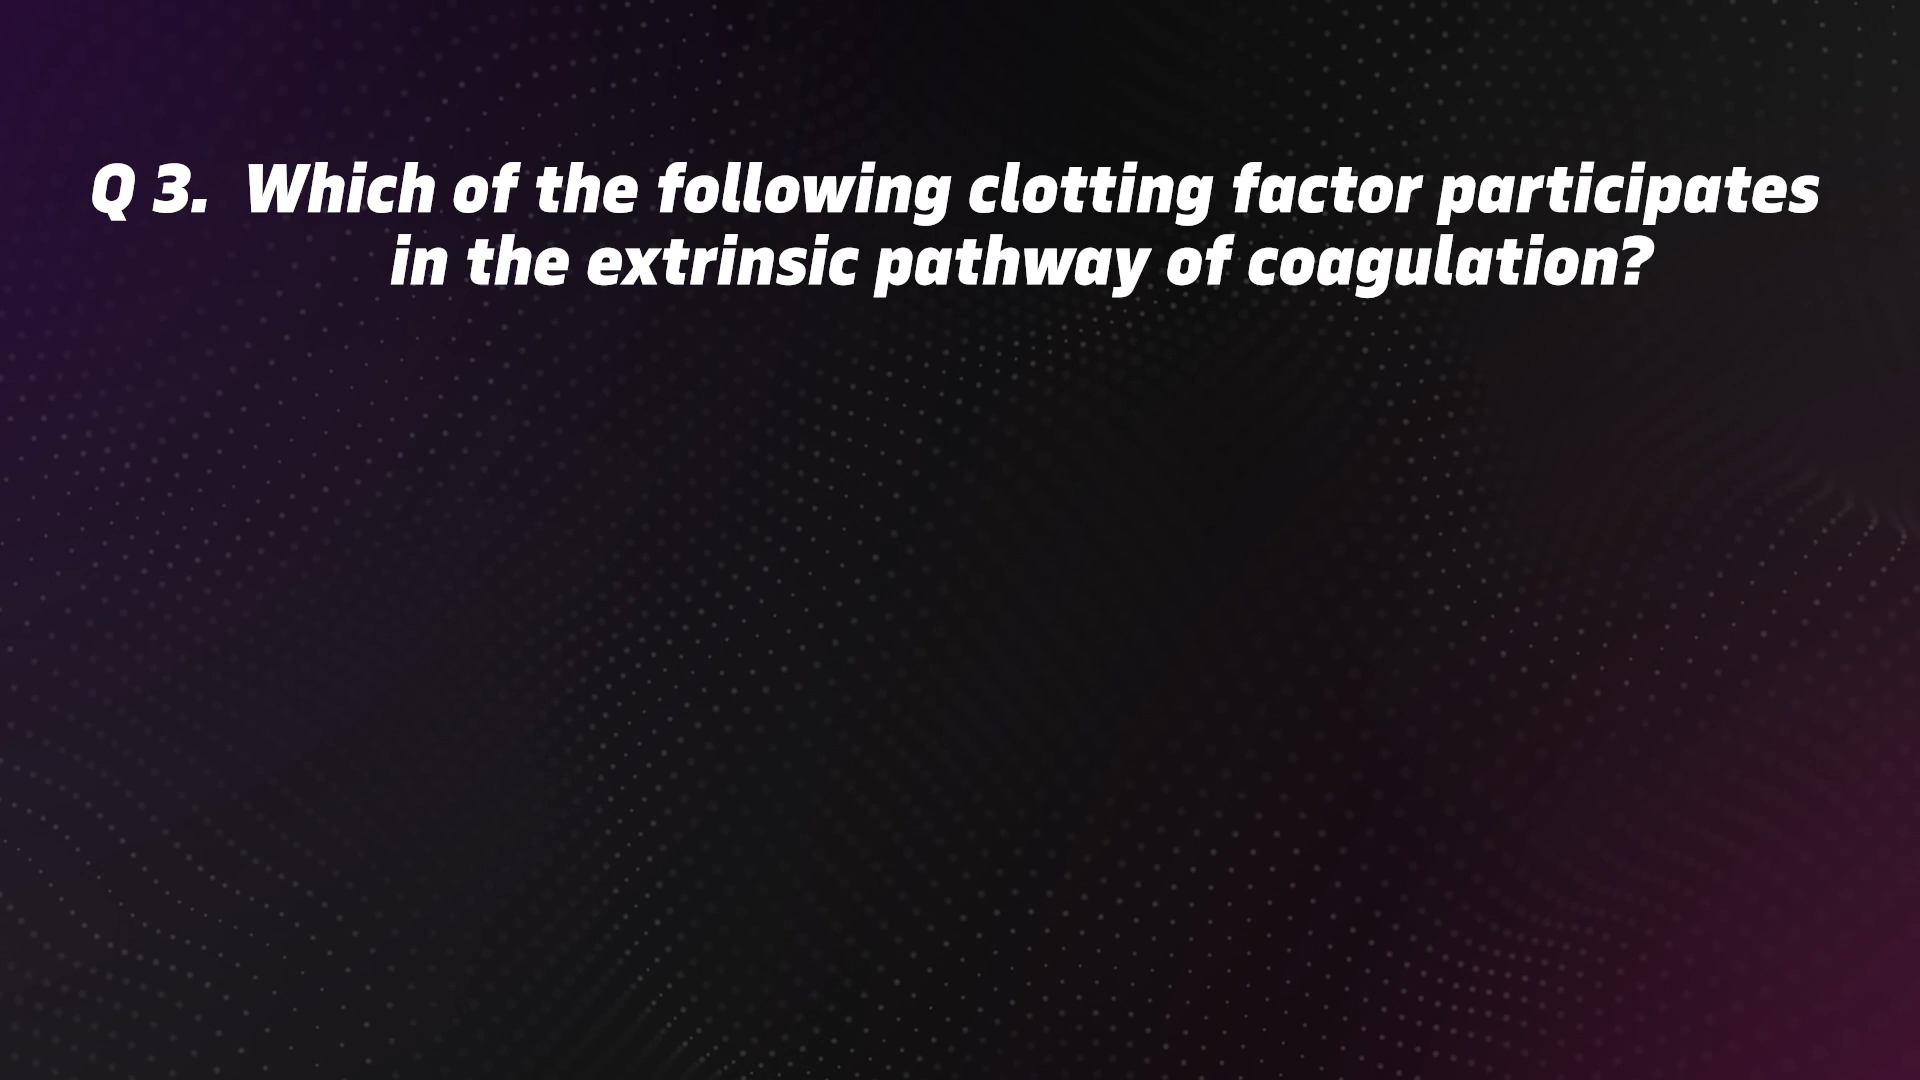 Q 3. Which of the following clotting factor participates
in the extrinsic pathway of coagulation?